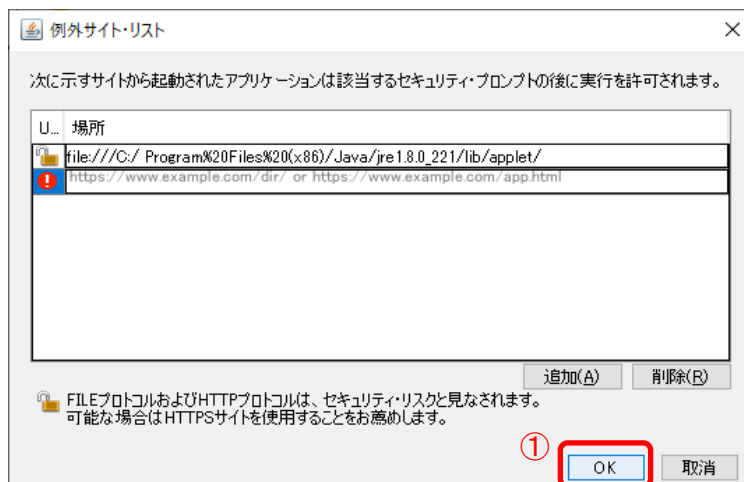 例外サイト・リスト
次に示すサイトから起動されたアプリケーションは該当するセキュリティ・プロンプトの後に実行を許可されます。
U... 場所
file:///C:/ Program%20Files%20(x86)/Java/jre1.8.0_221/lib/applet/
https://www.example.com/dir/ or https://www.example.com/app.html
追加(A) 削除(R)
FILEプロトコルおよびHTTPプロトコルは、セキュリティ・リスクと見なされます。
可能な場合はHTTPSサイトを使用することをお薦めします。
①
OK 取消